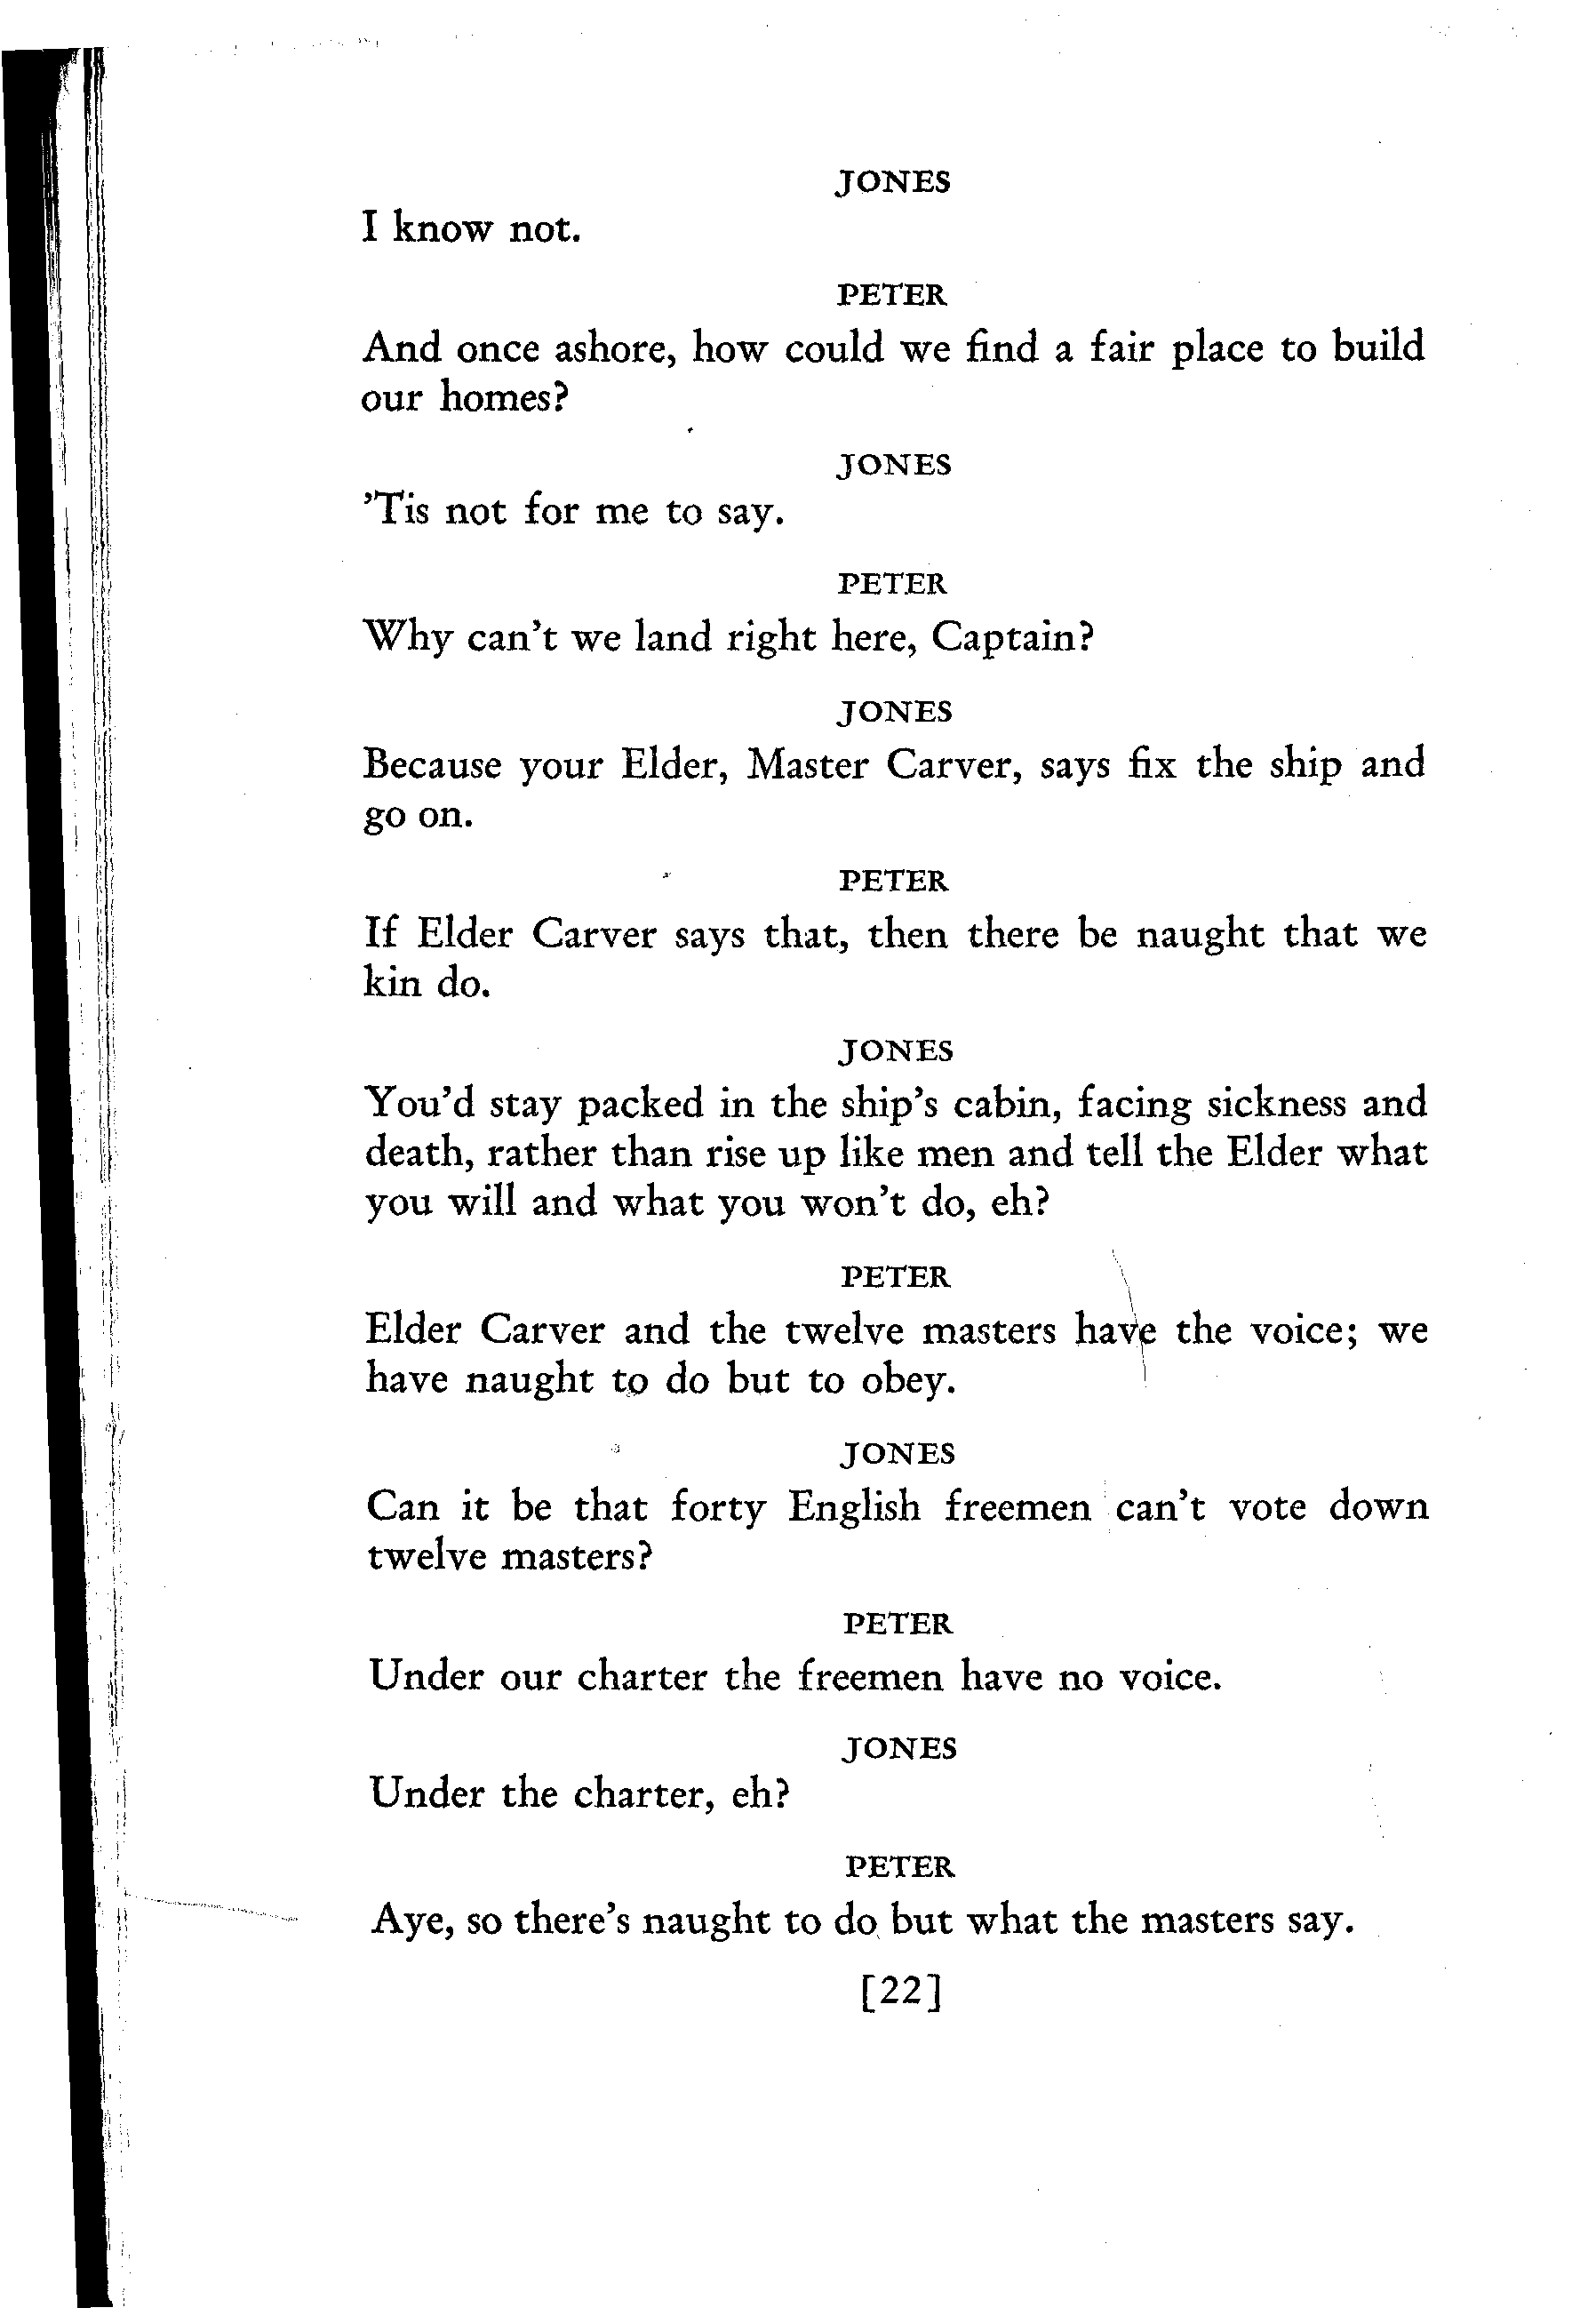 JONES
I know not.
PETER
And once ashore, how could we find a fair place to build
our homes?
JONES
’Tis not for me to say.
PETER
Why can’t we land right here, Captain?
JONES
Because your Elder, Master Carver, says fix the ship and
go on.
PETER
If Elder Carver says that, then there be naught that we
kin do.
JONES
You’d stay packed in the ship’s cabin, facing sickness and
death, rather than rise up like men and tell the Elder what
you will and what you won’t do, eh?
PETER
Elder Carver and the twelve masters have the voice; we
have naught to do but to obey.
JONES
Can it be that forty English freemen can’t vote down
twelve masters?
PETER
Under our charter the freemen have no voice.
JONES
Under the charter, eh?
PETER
Aye, so there’s naught to do but what the masters say.
[22]